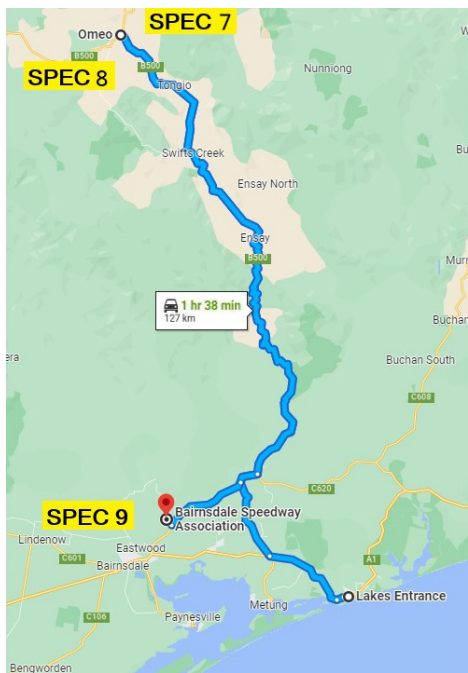 SPEC 7
Omeo
B500
SPEC 8
B500
Tongio
Nunniong
Swifts Creek
Ensay North
Ensay
B500
1 hr 38 min
127 km
Buchan South
C608
C620
Bairnsdale Speedway
Association
SPEC 9
Lindenow
Eastwood
C601
Bairnsdale
A1
Lakes Entrance
Metung
C106
Paynesville
Bengworden